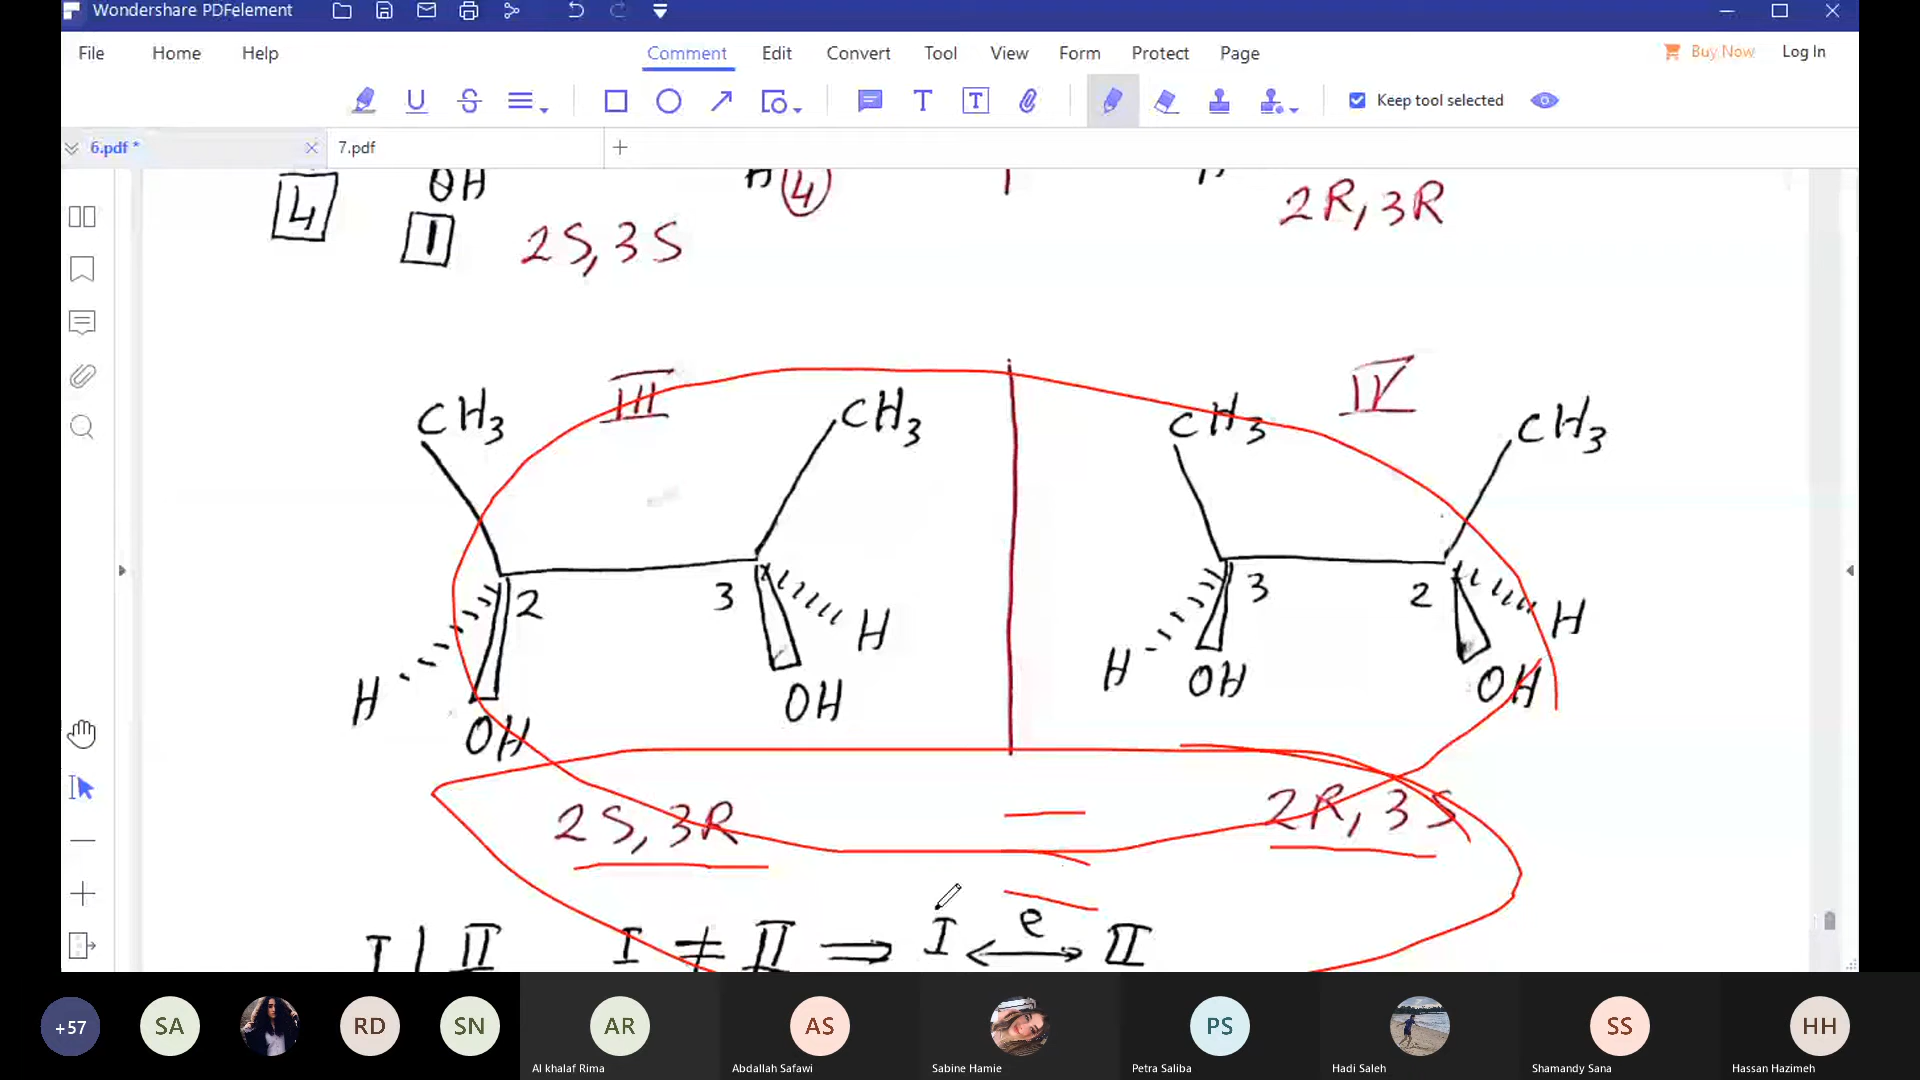 Wondershare PDFelement
File Home Help Comment Edit Convert Tool View Form Protect Page Buy Now Log In
Keep tool selected
6.pdf * 7.pdf
4 OH H 4 2R, 3R
1 2S, 3S
III IV
CH3 CH3 CH3 CH3
2 3 3 2
H OH OH H H OH OH H
2S, 3R = 2R, 3S
I | II I ≠ II ⇒ I ⟷ e II
+57 SA RD SN AR AS PS SS HH
Al khalaf Rima Abdallah Safawi Sabine Hamie Petra Saliba Hadi Saleh Shamandy Sana Hassan Hazimeh